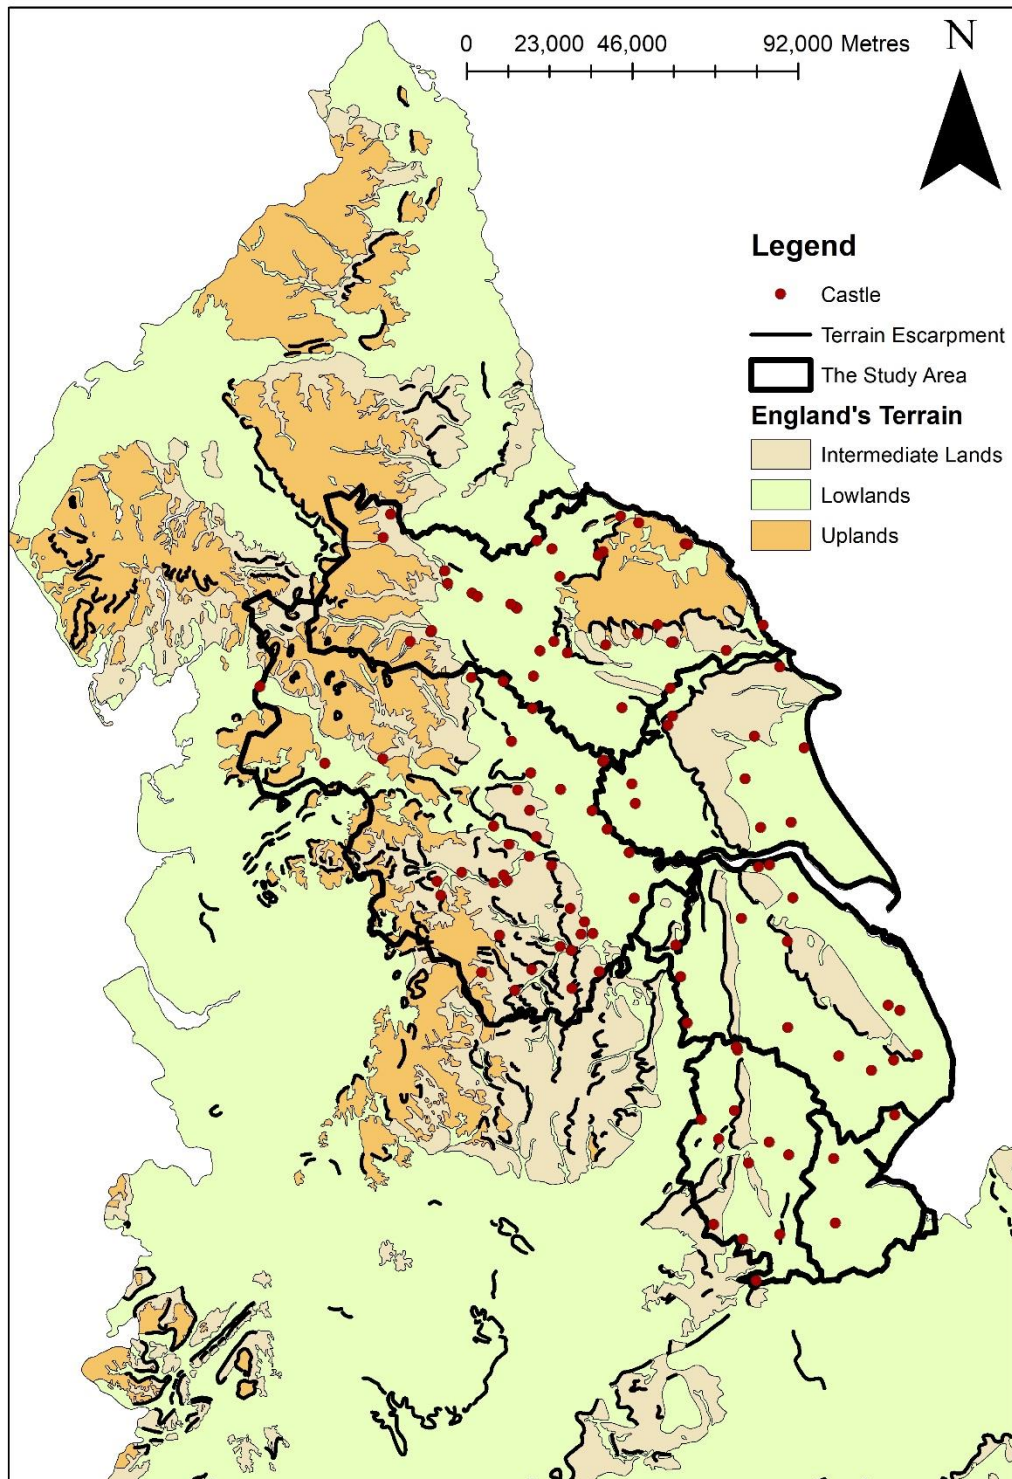 0 23,000 46,000 92,000 Metres
N
Legend
Castle
Terrain Escarpment
The Study Area
England's Terrain
Intermediate Lands
Lowlands
Uplands